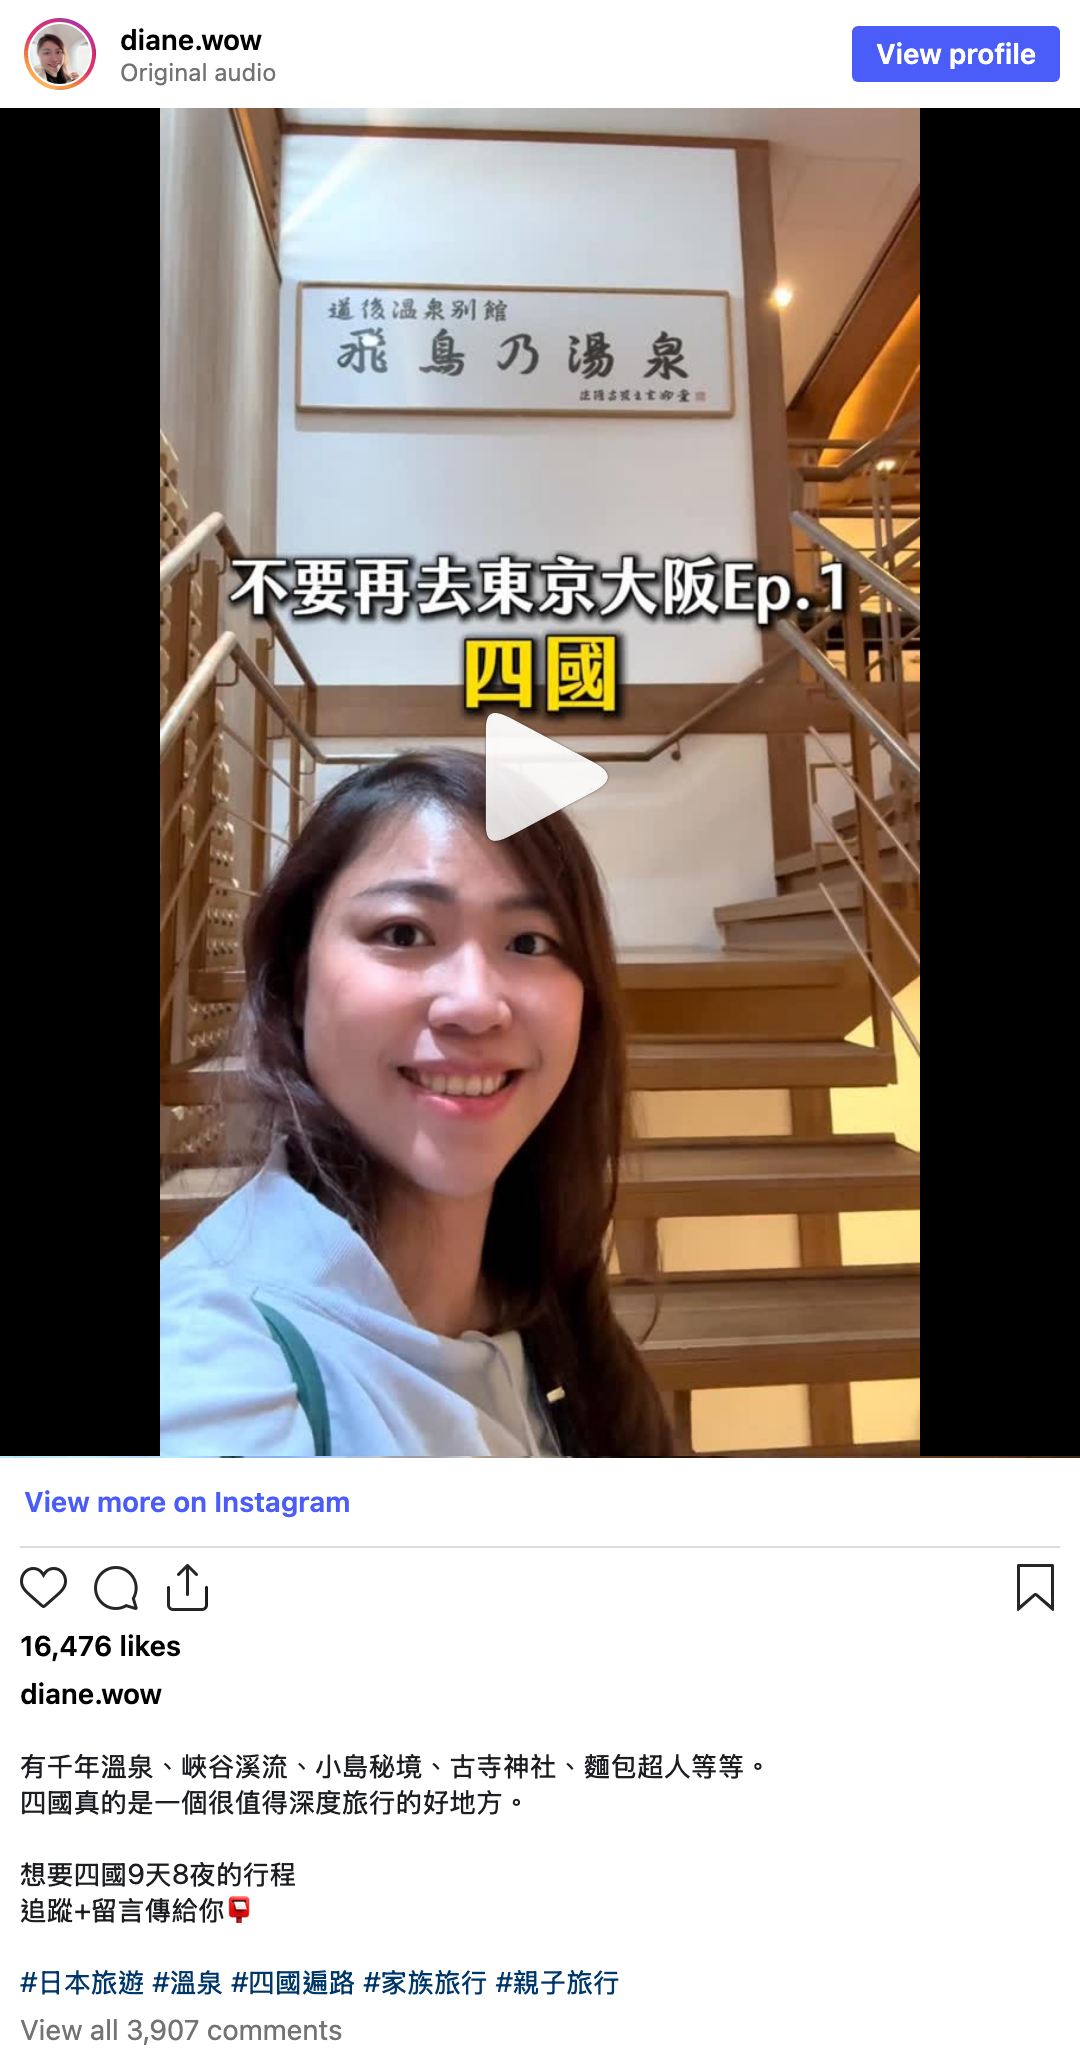 diane.wow
Original audio
View profile
道後温泉別館
飛鳥乃湯泉
不要再去東京大阪Ep.1
四國
View more on Instagram
16,476 likes
diane.wow
有千年溫泉、峽谷溪流、小島秘境、古寺神社、麵包超人等等。
四國真的是一個很值得深度旅行的好地方。
想要四國9天8夜的行程
追蹤+留言傳給你📮
#日本旅遊 #溫泉 #四國遍路 #家族旅行 #親子旅行
View all 3,907 comments